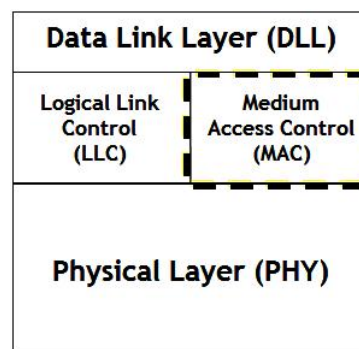 Data Link Layer (DLL)
Logical Link
Control
(LLC)
Medium
Access Control
(MAC)
Physical Layer (PHY)